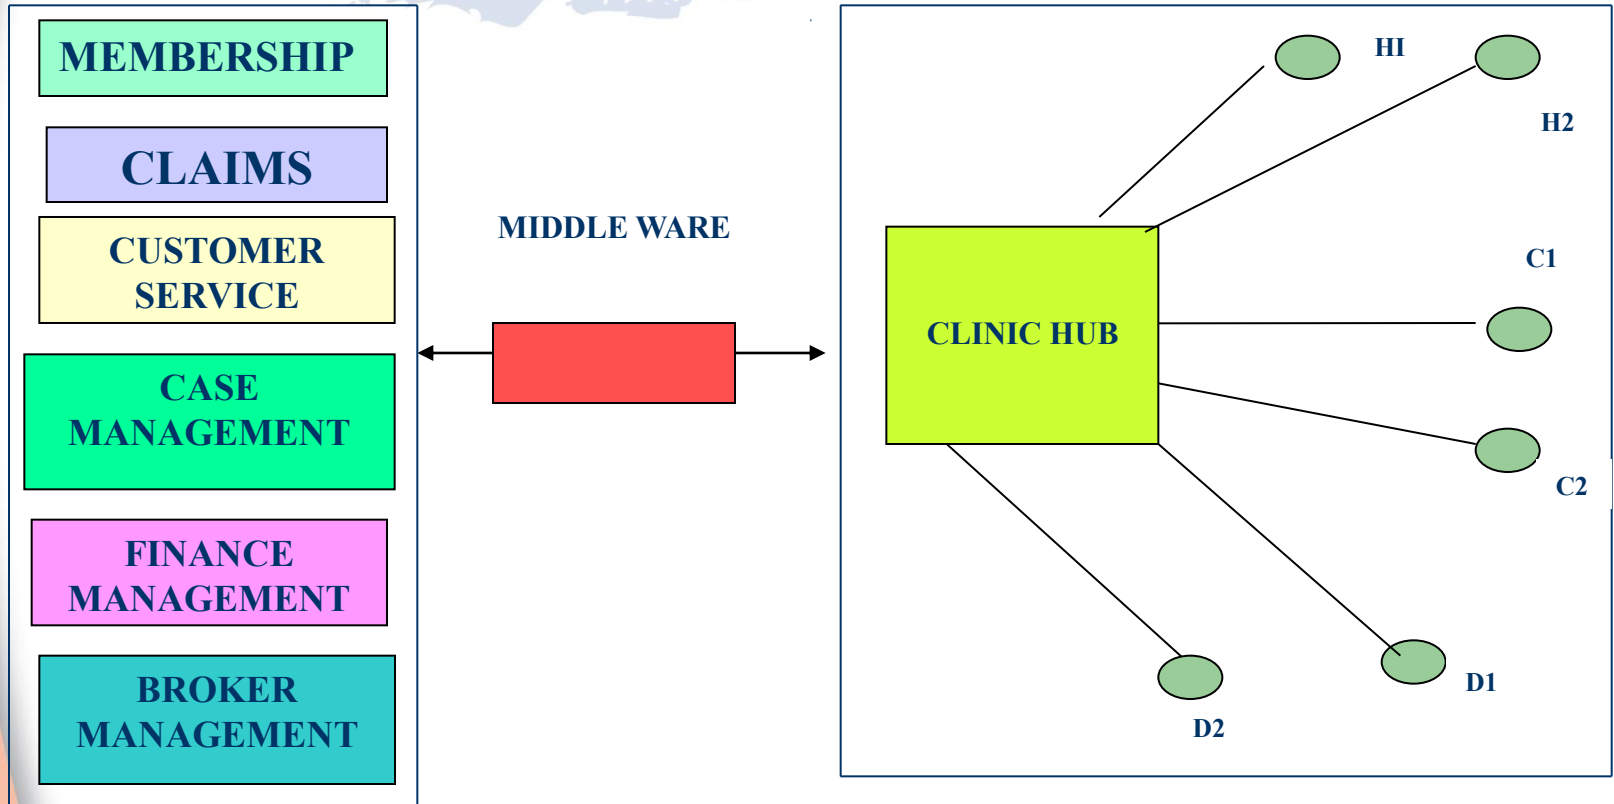 MEMBERSHIP
CLAIMS
CUSTOMER
SERVICE
CASE
MANAGEMENT
FINANCE
MANAGEMENT
BROKER
MANAGEMENT
MIDDLE WARE
CLINIC HUB
HI
H2
C1
C2
D1
D2